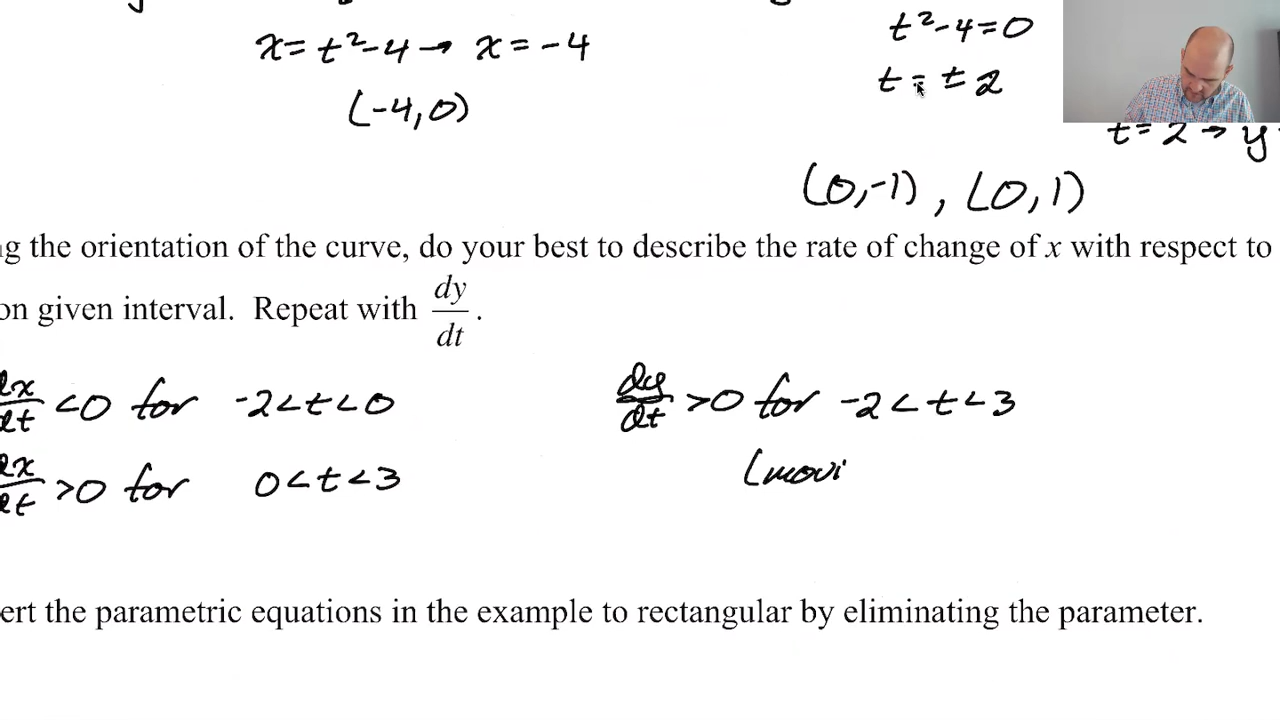 x = t² - 4 → x = -4
(-4, 0)
t² - 4 = 0
t = ± 2
t = 2 → y
(0, -1), (0, 1)
the orientation of the curve, do your best to describe the rate of change of x with respect to
on given interval. Repeat with dy/dt.
dx/dt < 0 for -2 < t < 0
dx/dt > 0 for 0 < t < 3
dy/dt > 0 for -2 < t < 3
(movi
ert the parametric equations in the example to rectangular by eliminating the parameter.